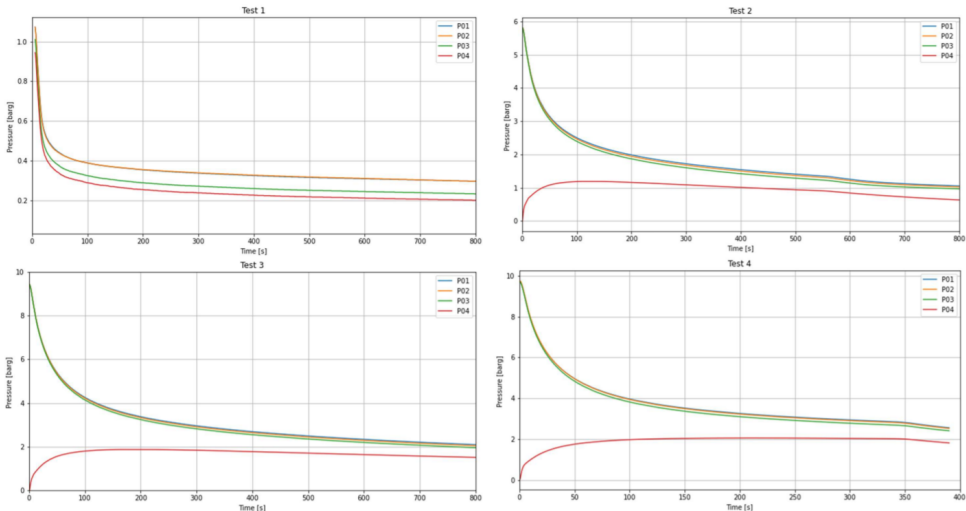 Test 1
P01
P02
P03
P04
Pressure [barg]
1.0
0.8
0.6
0.4
0.2
0 100 200 300 400 500 600 700 800
Time [s]
Test 2
P01
P02
P03
P04
Pressure [barg]
6
5
4
3
2
1
0
0 100 200 300 400 500 600 700 800
Time [s]
Test 3
P01
P02
P03
P04
Pressure [barg]
10
8
6
4
2
0
0 100 200 300 400 500 600 700 800
Time [s]
Test 4
P01
P02
P03
P04
Pressure [barg]
10
8
6
4
2
0
0 50 100 150 200 250 300 350 400
Time [s]